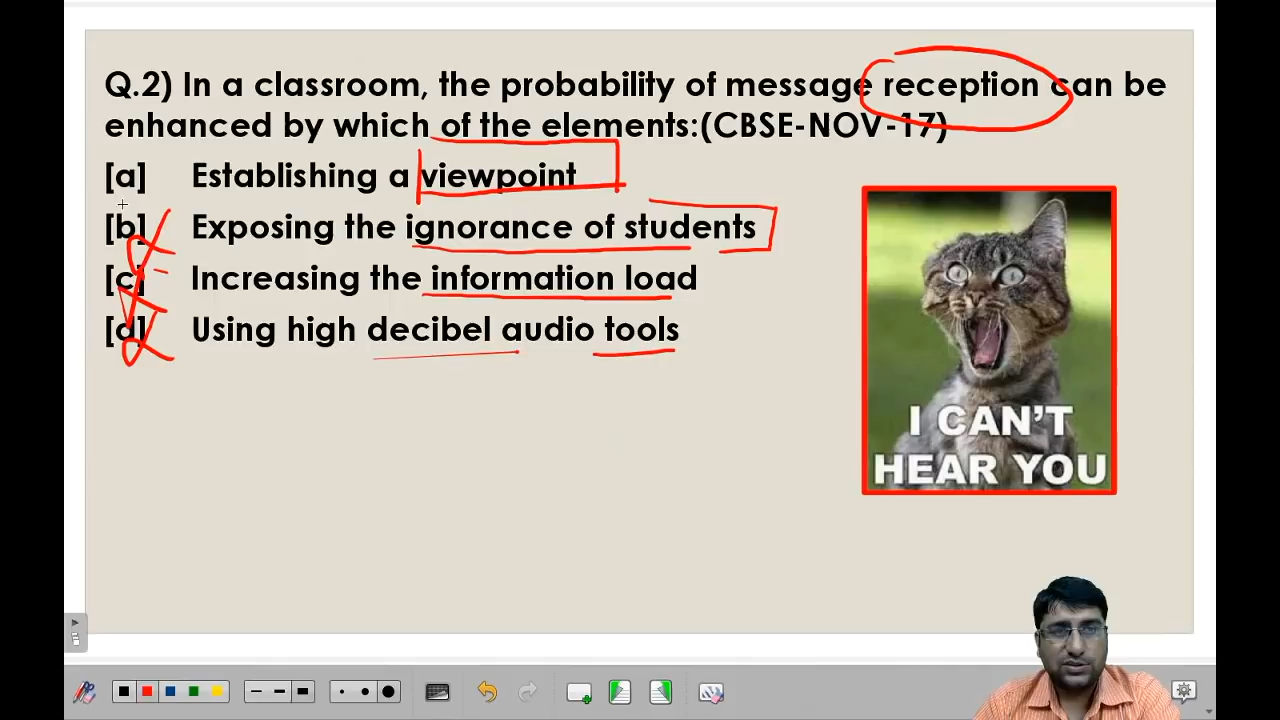 Q.2) In a classroom, the probability of message reception can be
enhanced by which of the elements:(CBSE-NOV-17)
[a] Establishing a viewpoint
[b] Exposing the ignorance of students
[c] Increasing the information load
[d] Using high decibel audio tools
I CAN'T
HEAR YOU